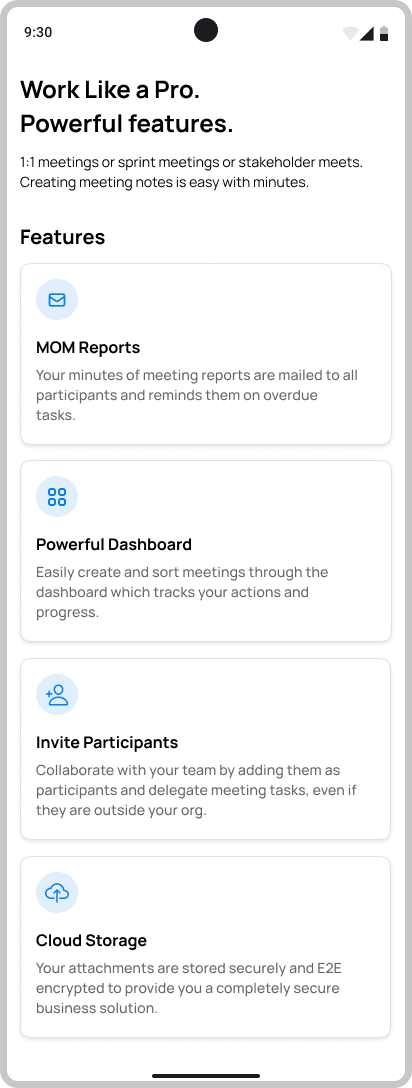 9:30
Work Like a Pro.
Powerful features.
1:1 meetings or sprint meetings or stakeholder meets.
Creating meeting notes is easy with minutes.
Features
MOM Reports
Your minutes of meeting reports are mailed to all
participants and reminds them on overdue
tasks.
Powerful Dashboard
Easily create and sort meetings through the
dashboard which tracks your actions and
progress.
Invite Participants
Collaborate with your team by adding them as
participants and delegate meeting tasks, even if
they are outside your org.
Cloud Storage
Your attachments are stored securely and E2E
encrypted to provide you a completely secure
business solution.